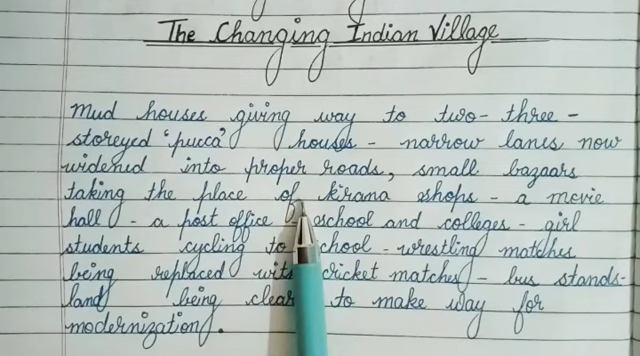 The Changing Indian Village
Mud houses giving way to two- three -
storeyed 'pucca' houses - narrow lanes now
widened into proper roads, small bazaars
taking the place of kirana shops - a movie
hall - a post office school and colleges - girl
students cycling to school - wrestling matches
being replaced with cricket matches - bus stands-
land being clear to make way for
modernization.